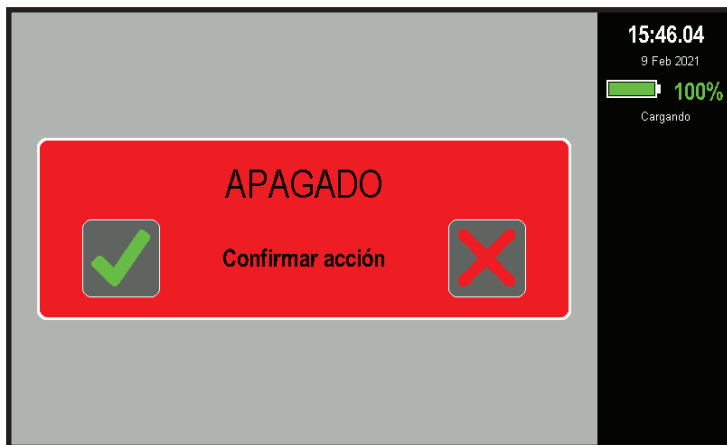 APAGADO
Confirmar acción
15:46.04
9 Feb 2021
100%
Cargando